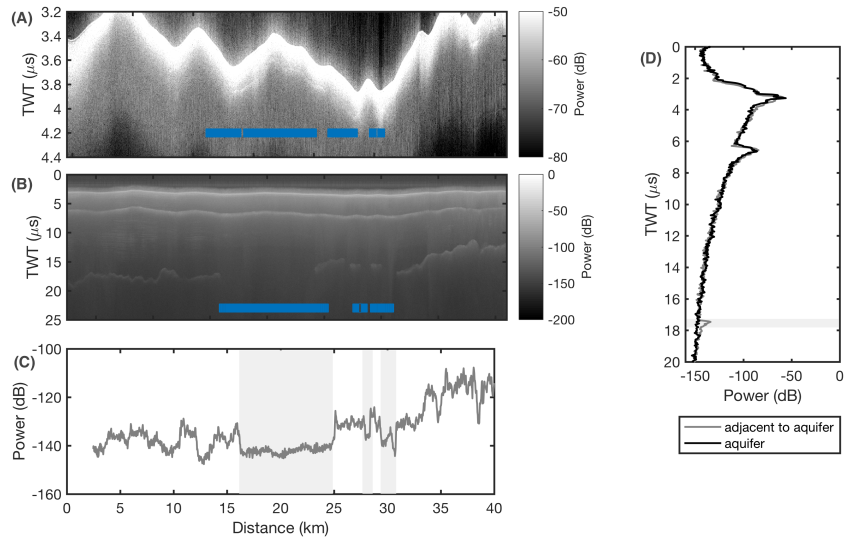 (A)
3.2
3.4
3.6
3.8
4
4.2
4.4
TWT (μs)
-50
-60
-70
-80
Power (dB)
(B)
0
5
10
15
20
25
TWT (μs)
0
-50
-100
-150
-200
Power (dB)
(C)
-100
-120
-140
-160
Power (dB)
0 5 10 15 20 25 30 35 40
Distance (km)
(D)
0
2
4
6
8
10
12
14
16
18
20
TWT (μs)
-150 -100 -50 0
Power (dB)
adjacent to aquifer
aquifer